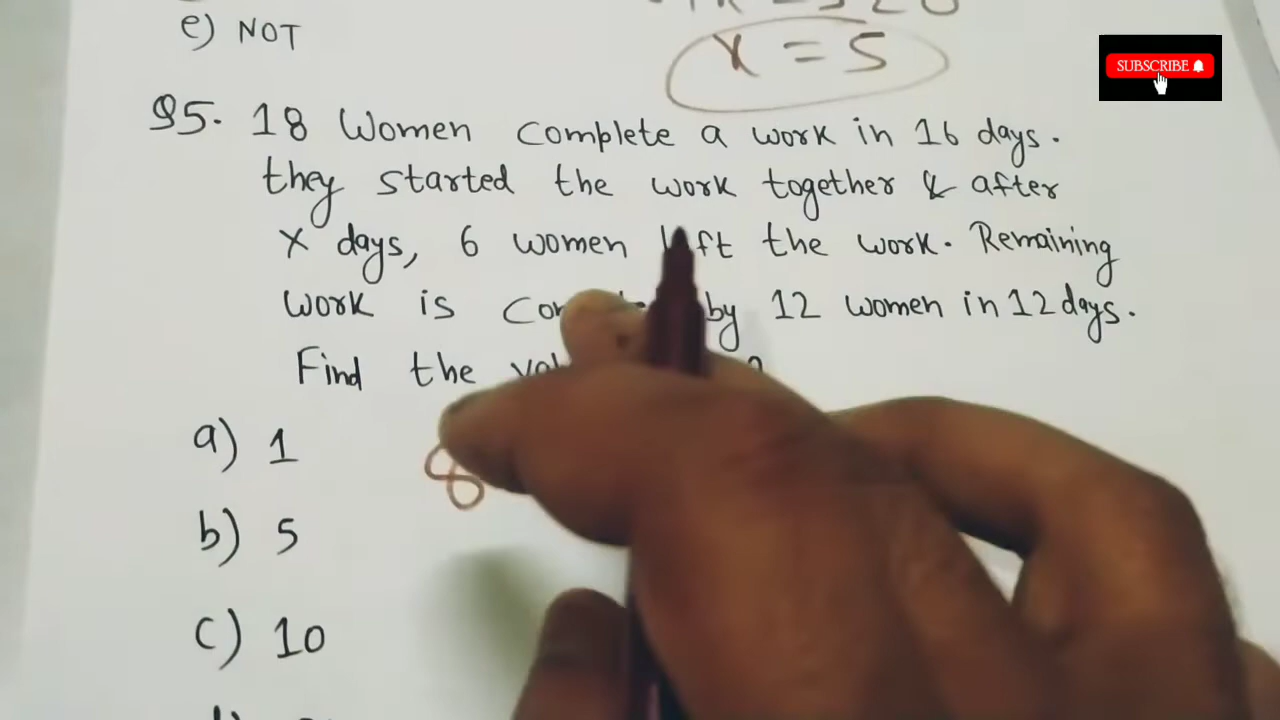 e) NOT
x = 5
SUBSCRIBE
Q5. 18 Women Complete a work in 16 days.
they started the work together & after
x days, 6 women left the work. Remaining
work is by 12 women in 12 days.
Find the
a) 1
8
b) 5
c) 10